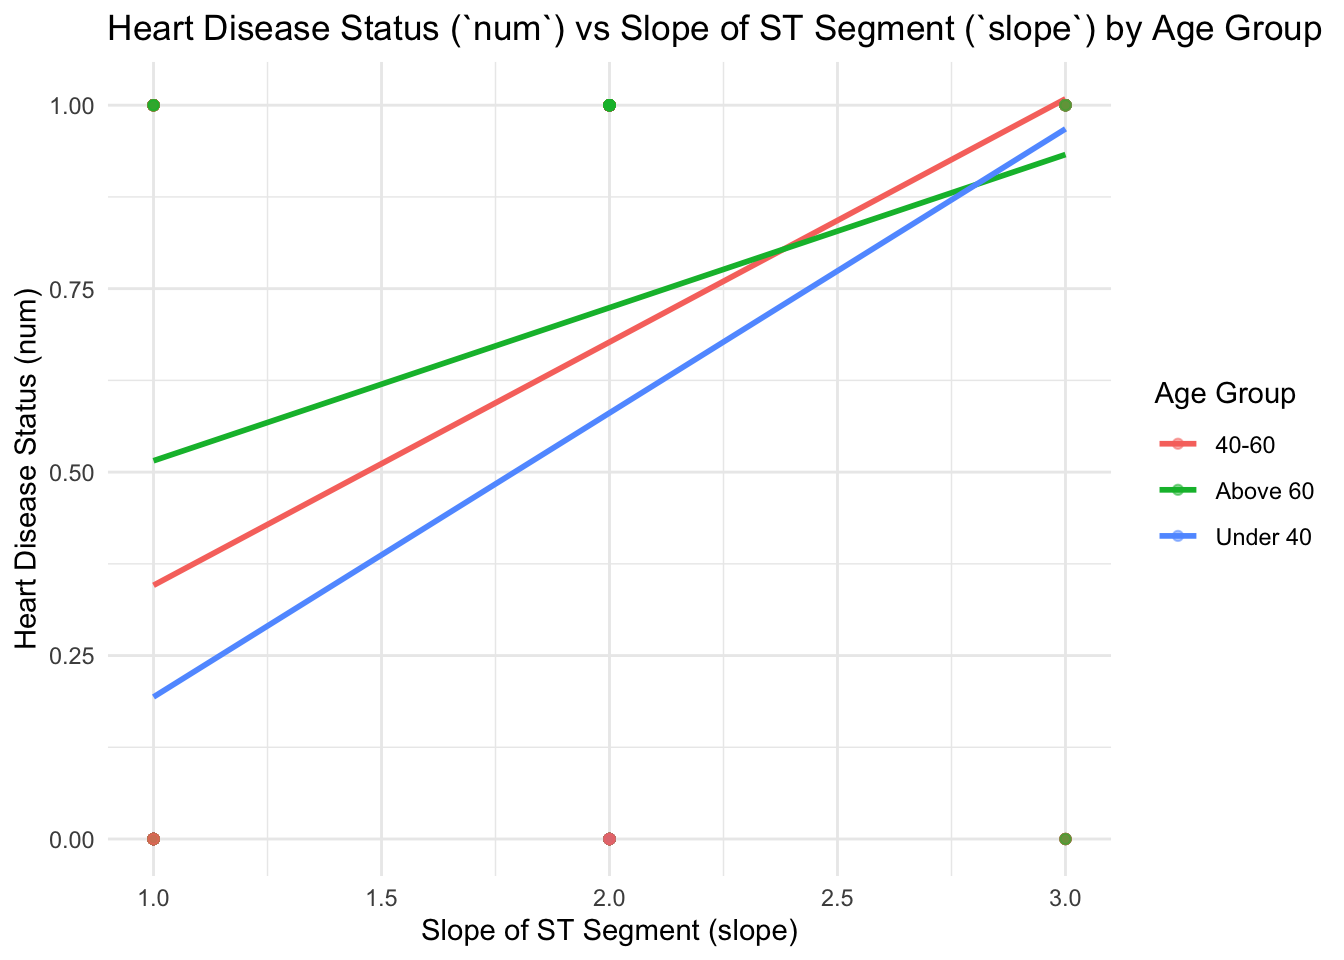 Heart Disease Status (`num`) vs Slope of ST Segment (`slope`) by Age Group
1.00
0.75
0.50
0.25
0.00
Heart Disease Status (num)
1.0
1.5
2.0
2.5
3.0
Slope of ST Segment (slope)
Age Group
40-60
Above 60
Under 40